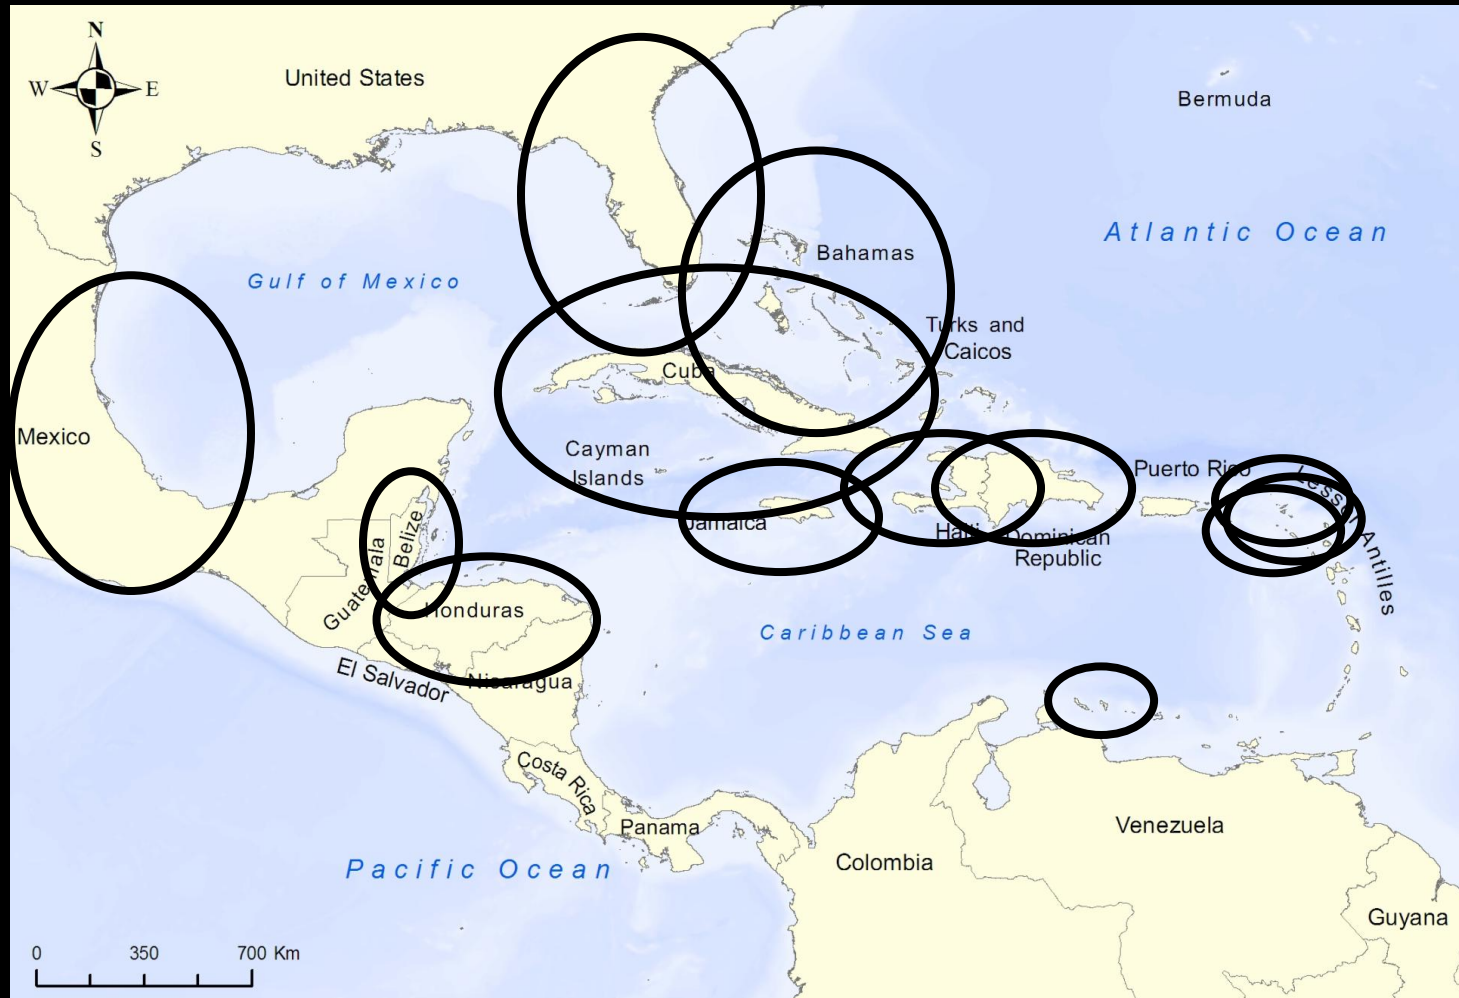 N
United States
W
E
Bermuda
S
Atlantic Ocean
Bahamas
Gulf of Mexico
Turks and
Caicos
Cuba
Mexico
Cayman
Islands
Puerto Rico
Lesser Antilles
Jamaica
Haiti
Dominican
Republic
Belize
Guatemala
Honduras
Caribbean Sea
El Salvador
Nicaragua
Costa Rica
Panama
Venezuela
Colombia
Pacific Ocean
Guyana
0 350 700 Km